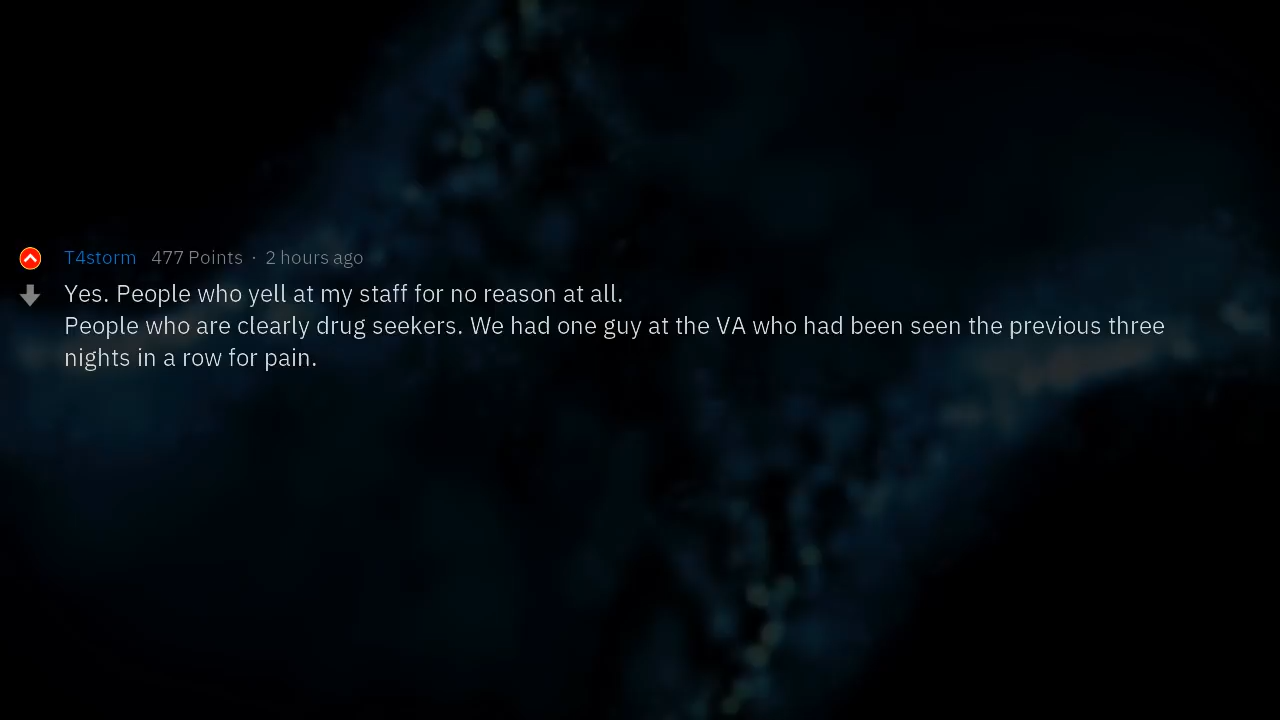 T4storm 477 Points · 2 hours ago
Yes. People who yell at my staff for no reason at all.
People who are clearly drug seekers. We had one guy at the VA who had been seen the previous three
nights in a row for pain.